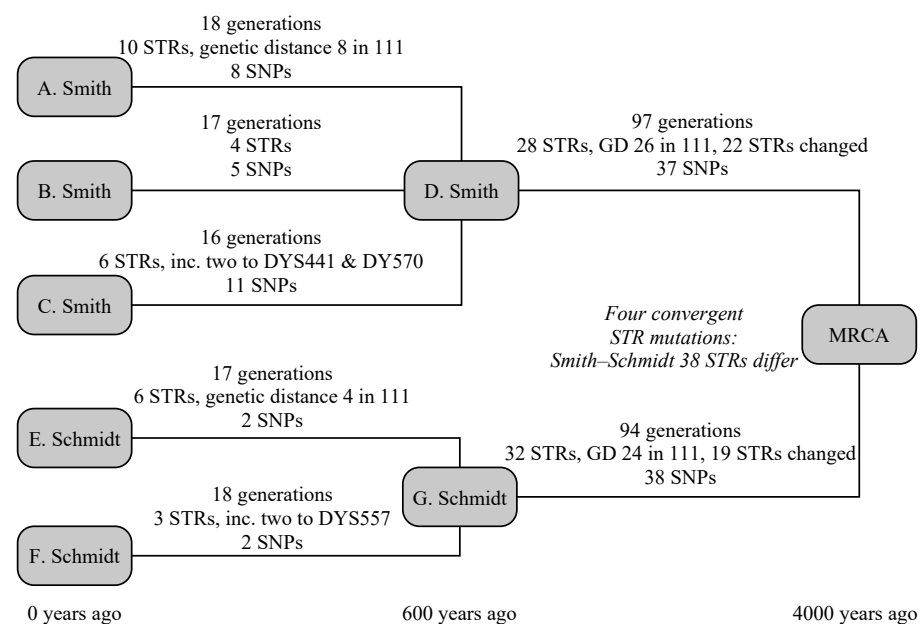 18 generations
10 STRs, genetic distance 8 in 111
8 SNPs
A. Smith
17 generations
4 STRs
5 SNPs
B. Smith
16 generations
6 STRs, inc. two to DYS441 & DY570
11 SNPs
C. Smith
D. Smith
97 generations
28 STRs, GD 26 in 111, 22 STRs changed
37 SNPs
Four convergent
STR mutations:
Smith–Schmidt 38 STRs differ
MRCA
17 generations
6 STRs, genetic distance 4 in 111
2 SNPs
E. Schmidt
18 generations
3 STRs, inc. two to DYS557
2 SNPs
F. Schmidt
G. Schmidt
94 generations
32 STRs, GD 24 in 111, 19 STRs changed
38 SNPs
0 years ago
600 years ago
4000 years ago